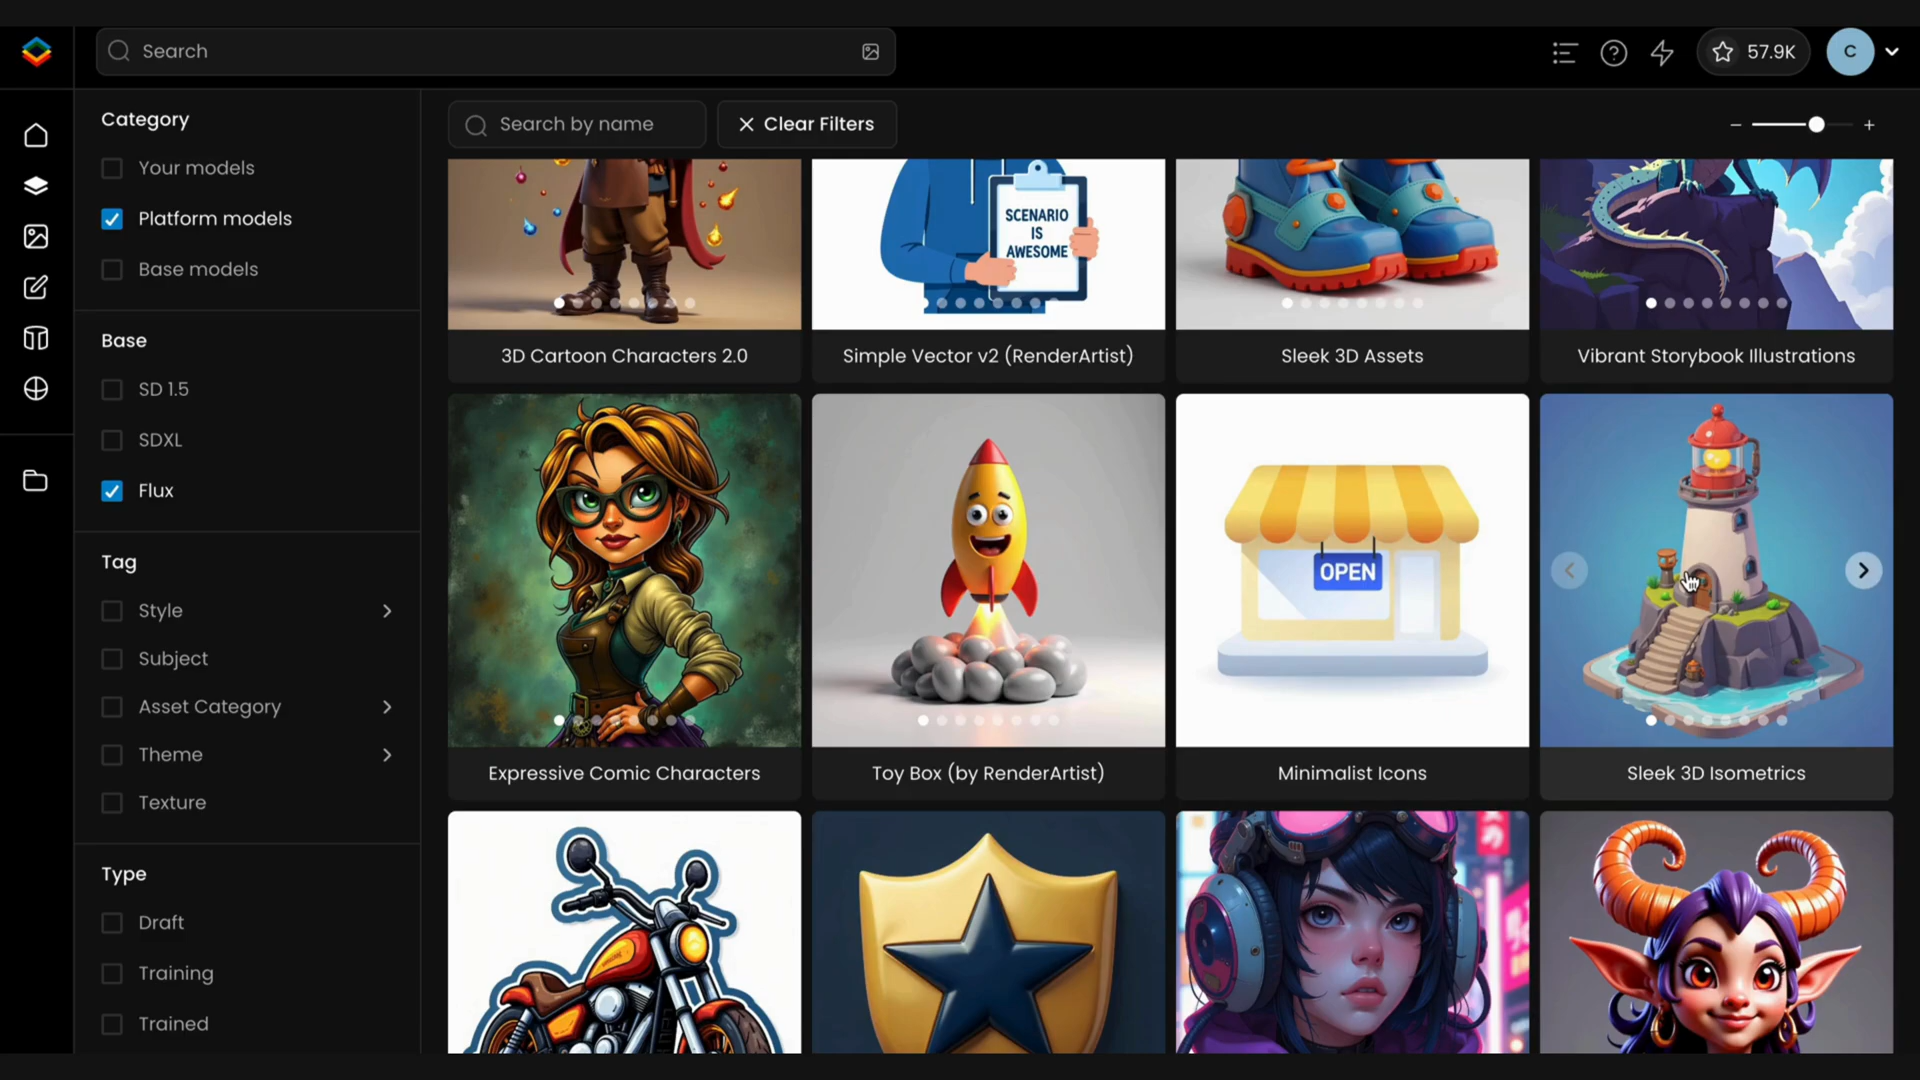 Search
57.9K
C
Category
Your models
Platform models
Base models
Base
SD 1.5
SDXL
Flux
Tag
Style
Subject
Asset Category
Theme
Texture
Type
Draft
Training
Trained
Search by name
Clear Filters
SCENARIO
IS
AWESOME
3D Cartoon Characters 2.0
Simple Vector v2 (RenderArtist)
Sleek 3D Assets
Vibrant Storybook Illustrations
OPEN
Expressive Comic Characters
Toy Box (by RenderArtist)
Minimalist Icons
Sleek 3D Isometrics